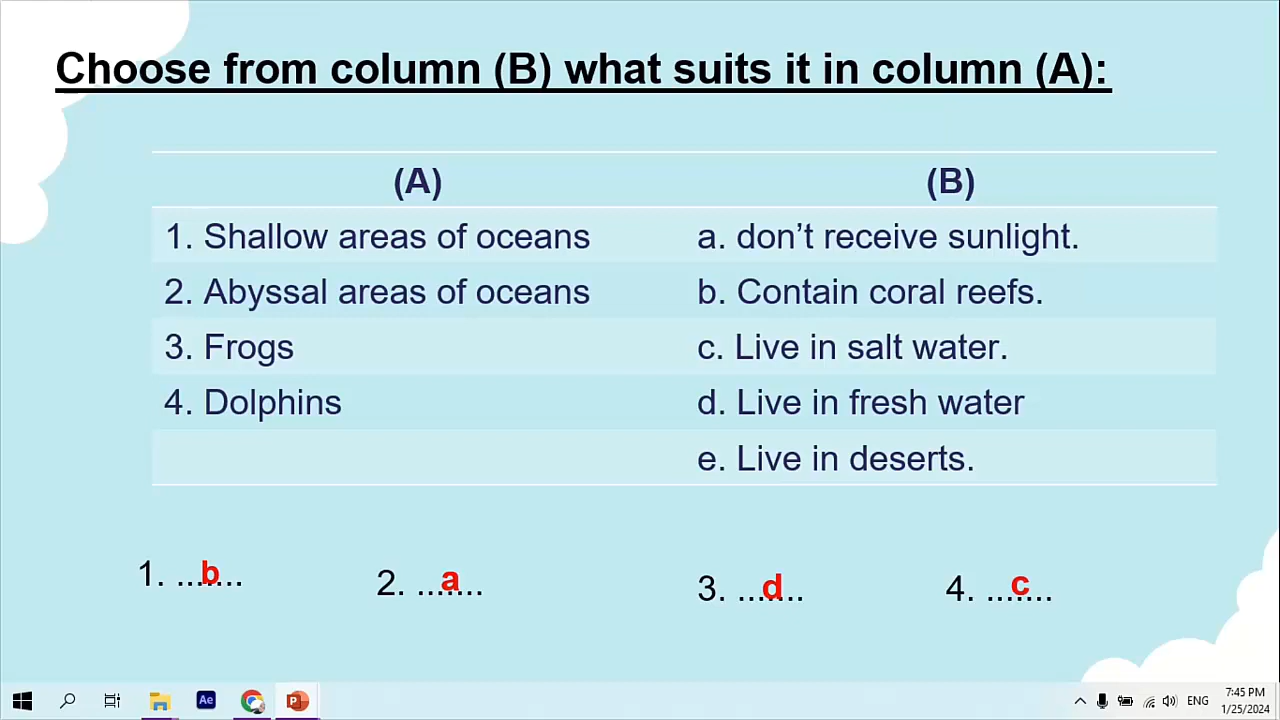 Choose from column (B) what suits it in column (A):
(A) (B)
1. Shallow areas of oceans a. don’t receive sunlight.
2. Abyssal areas of oceans b. Contain coral reefs.
3. Frogs c. Live in salt water.
4. Dolphins d. Live in fresh water
e. Live in deserts.
1. ...b... 2. ...a... 3. ...d... 4. ...c...
Ae P ENG 7:45 PM
1/25/2024